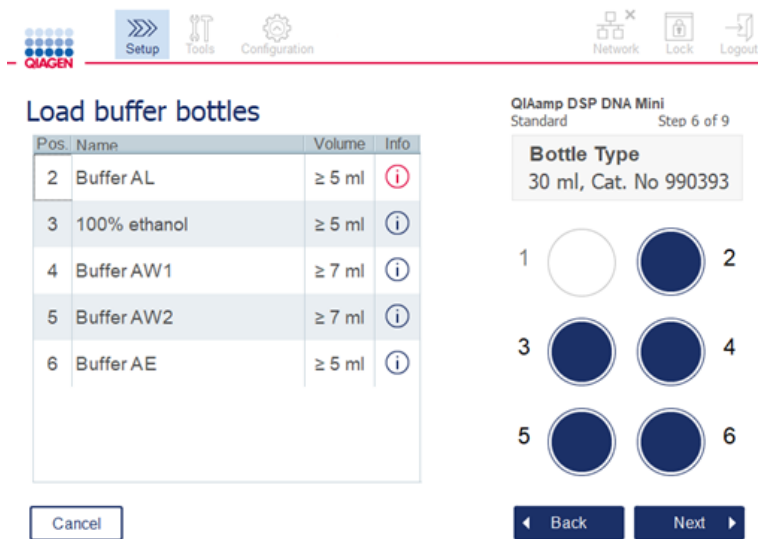 QIAGEN
Setup
Tools
Configuration
Network
Lock
Logout
Load buffer bottles
QIAamp DSP DNA Mini
Standard Step 6 of 9
Pos. Name Volume Info
2 Buffer AL ≥ 5 ml i
3 100% ethanol ≥ 5 ml i
4 Buffer AW1 ≥ 7 ml i
5 Buffer AW2 ≥ 7 ml i
6 Buffer AE ≥ 5 ml i
Bottle Type
30 ml, Cat. No 990393
1 2
3 4
5 6
Cancel
Back
Next